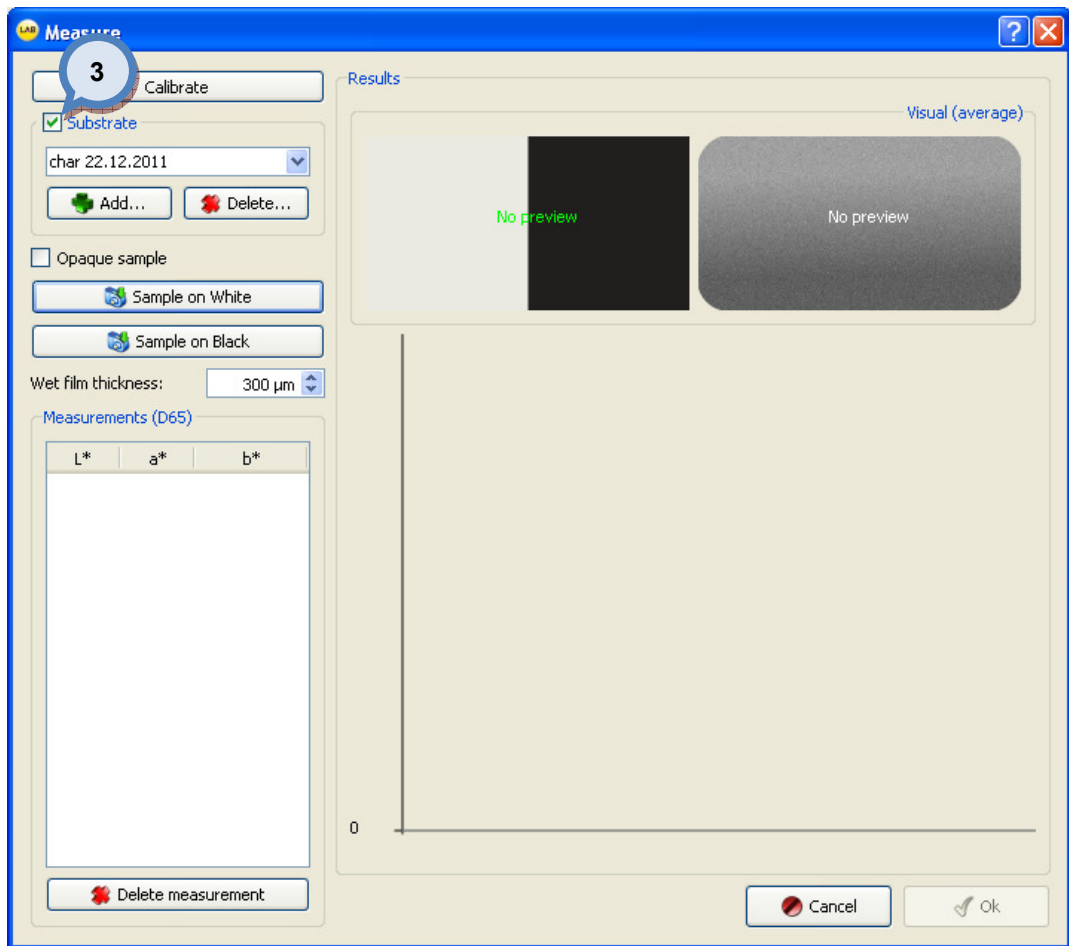 LAB Measure
3
Calibrate
Substrate
char 22.12.2011
Add... Delete...
Opaque sample
Sample on White
Sample on Black
Wet film thickness: 300 µm
Measurements (D65)
L* a* b*
Delete measurement
Results
Visual (average)
No preview No preview
0
Cancel Ok